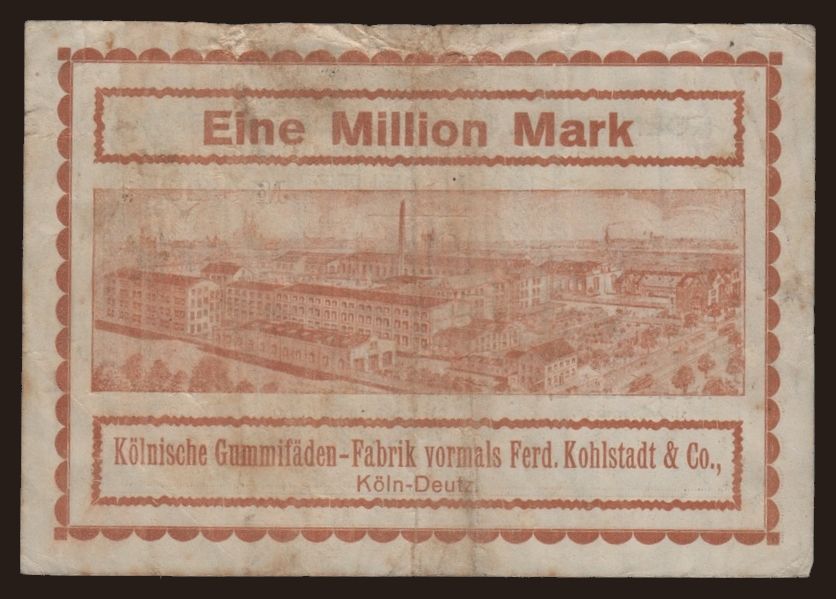 Eine Million Mark
Kölnische Gummifäden-Fabrik vormals Ferd. Kohlstadt & Co.,
Köln-Deutz.